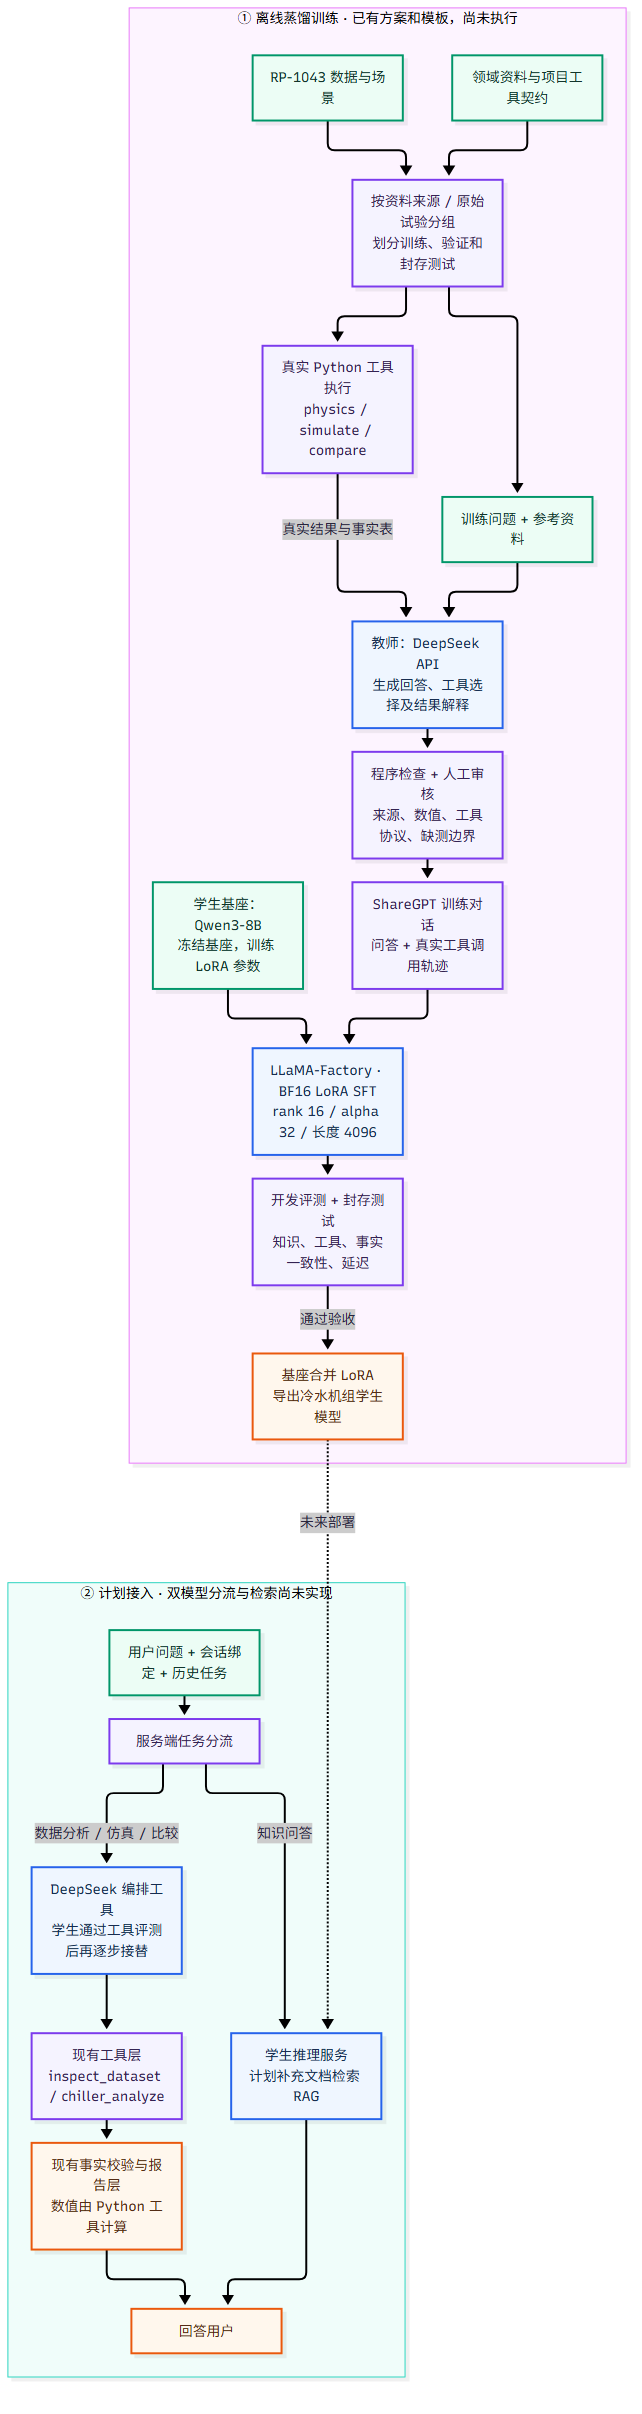 ① 离线蒸馏训练 · 已有方案和模板，尚未执行
RP-1043 数据与场
景
领域资料与项目工
具契约
按资料来源 / 原始
试验分组
划分训练、验证和
封存测试
真实 Python 工具
执行
physics /
simulate /
compare
真实结果与事实表
训练问题 + 参考资
料
教师：DeepSeek
API
生成回答、工具选
择及结果解释
程序检查 + 人工审
核
来源、数值、工具
协议、缺测边界
学生基座：
Qwen3-8B
冻结基座，训练
LoRA 参数
ShareGPT 训练对
话
问答 + 真实工具调
用轨迹
LLaMA-Factory ·
BF16 LoRA SFT
rank 16 / alpha
32 / 长度 4096
开发评测 + 封存测
试
知识、工具、事实
一致性、延迟
通过验收
基座合并 LoRA
导出冷水机组学生
模型
未来部署
② 计划接入 · 双模型分流与检索尚未实现
用户问题 + 会话绑
定 + 历史任务
服务端任务分流
数据分析 / 仿真 / 比较
知识问答
DeepSeek 编排工
具
学生通过工具评测
后再逐步接替
现有工具层
inspect_dataset
/ chiller_analyze
学生推理服务
计划补充文档检索
RAG
现有事实校验与报
告层
数值由 Python 工
具计算
回答用户